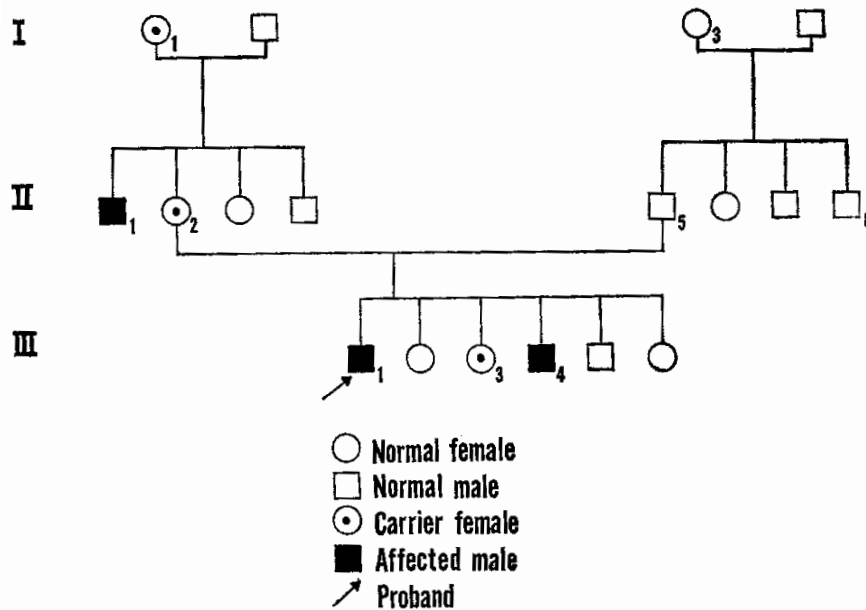 I 1 3
II 1 2 5 8
III 1 3 4
Normal female
Normal male
Carrier female
Affected male
Proband